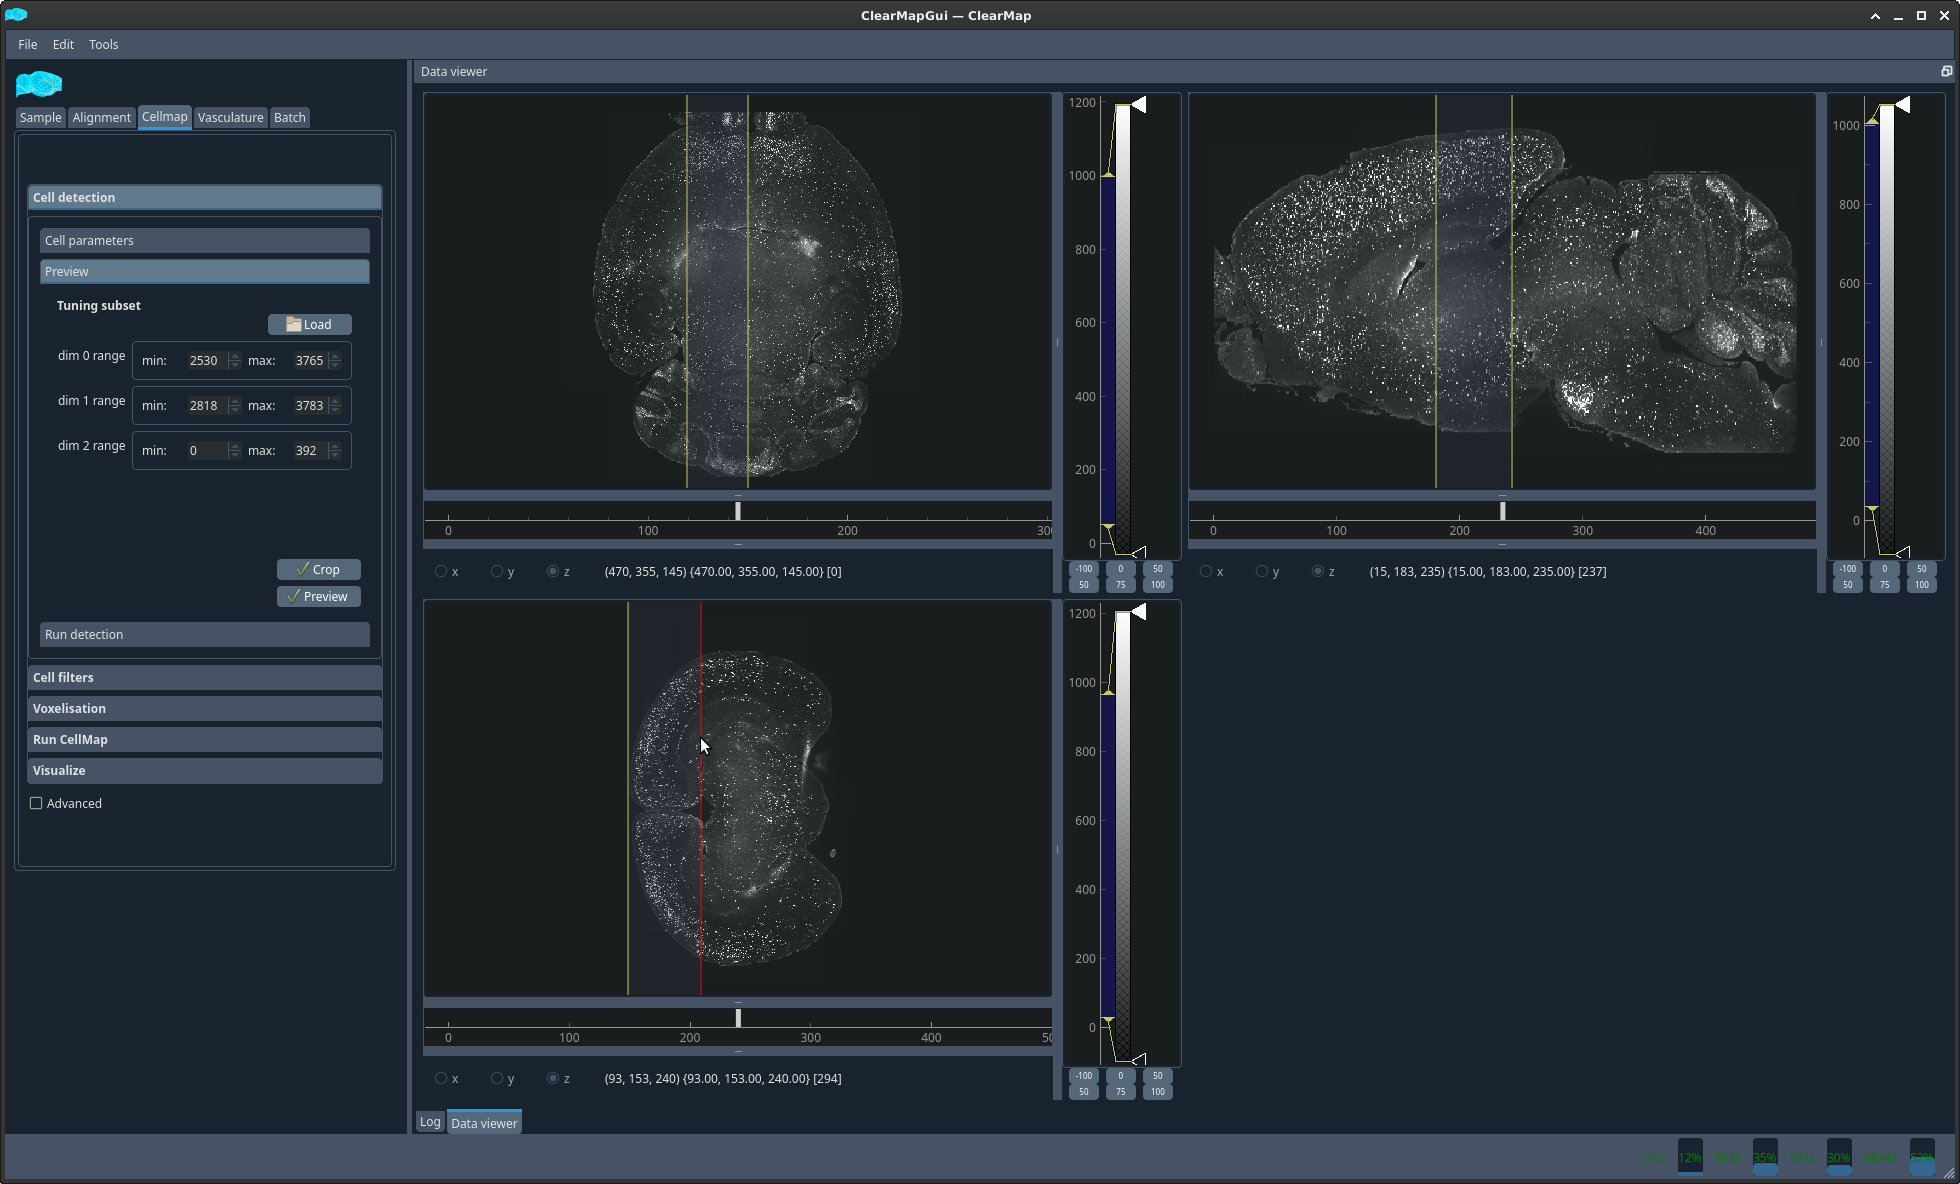 ClearMapGui — ClearMap
File Edit Tools
Sample Alignment Cellmap Vasculature Batch
Cell detection
Cell parameters
Preview
Tuning subset
Load
dim 0 range min: 2530 max: 3765
dim 1 range min: 2818 max: 3783
dim 2 range min: 0 max: 392
Crop
Preview
Run detection
Cell filters
Voxelisation
Run CellMap
Visualize
Advanced
Data viewer
1200
1000
800
600
400
200
0
0 100 200 30
x y z (470, 355, 145) {470.00, 355.00, 145.00} [0]
-100 0 50
50 75 100
1000
800
600
400
200
0
0 100 200 300 400
x y z (15, 183, 235) {15.00, 183.00, 235.00} [237]
-100 0 50
50 75 100
1200
1000
800
600
400
200
0
0 100 200 300 400 50
x y z (93, 153, 240) {93.00, 153.00, 240.00} [294]
-100 0 50
50 75 100
Log Data viewer
CPU 12% RAM 35% GPU 30% VRAM